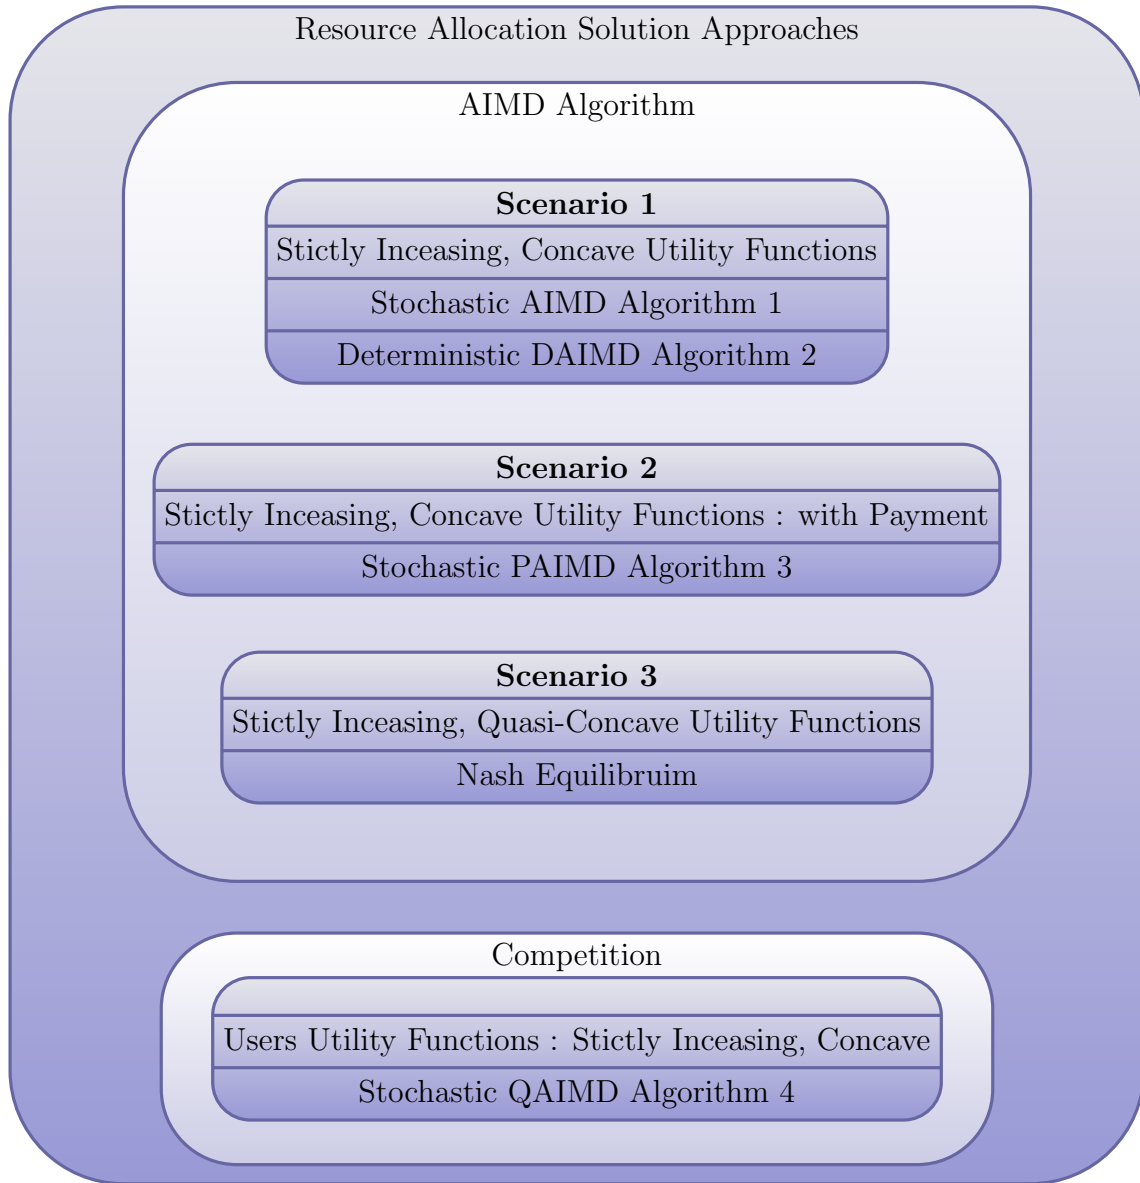 Resource Allocation Solution Approaches
AIMD Algorithm
Scenario 1
Stictly Inceasing, Concave Utility Functions
Stochastic AIMD Algorithm 1
Deterministic DAIMD Algorithm 2
Scenario 2
Stictly Inceasing, Concave Utility Functions : with Payment
Stochastic PAIMD Algorithm 3
Scenario 3
Stictly Inceasing, Quasi-Concave Utility Functions
Nash Equilibruim
Competition
Users Utility Functions : Stictly Inceasing, Concave
Stochastic QAIMD Algorithm 4